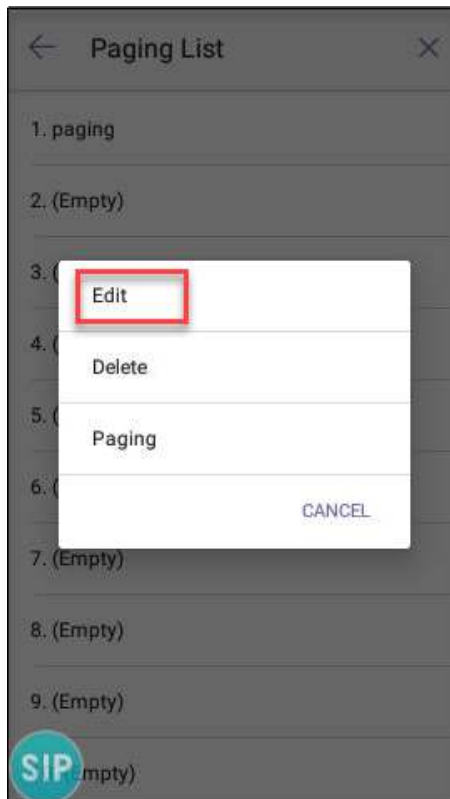 Paging List
1. paging
2. (Empty)
3. (
Edit
4. (
Delete
5. (
Paging
6. (
CANCEL
7. (Empty)
8. (Empty)
9. (Empty)
SIP
mpty)